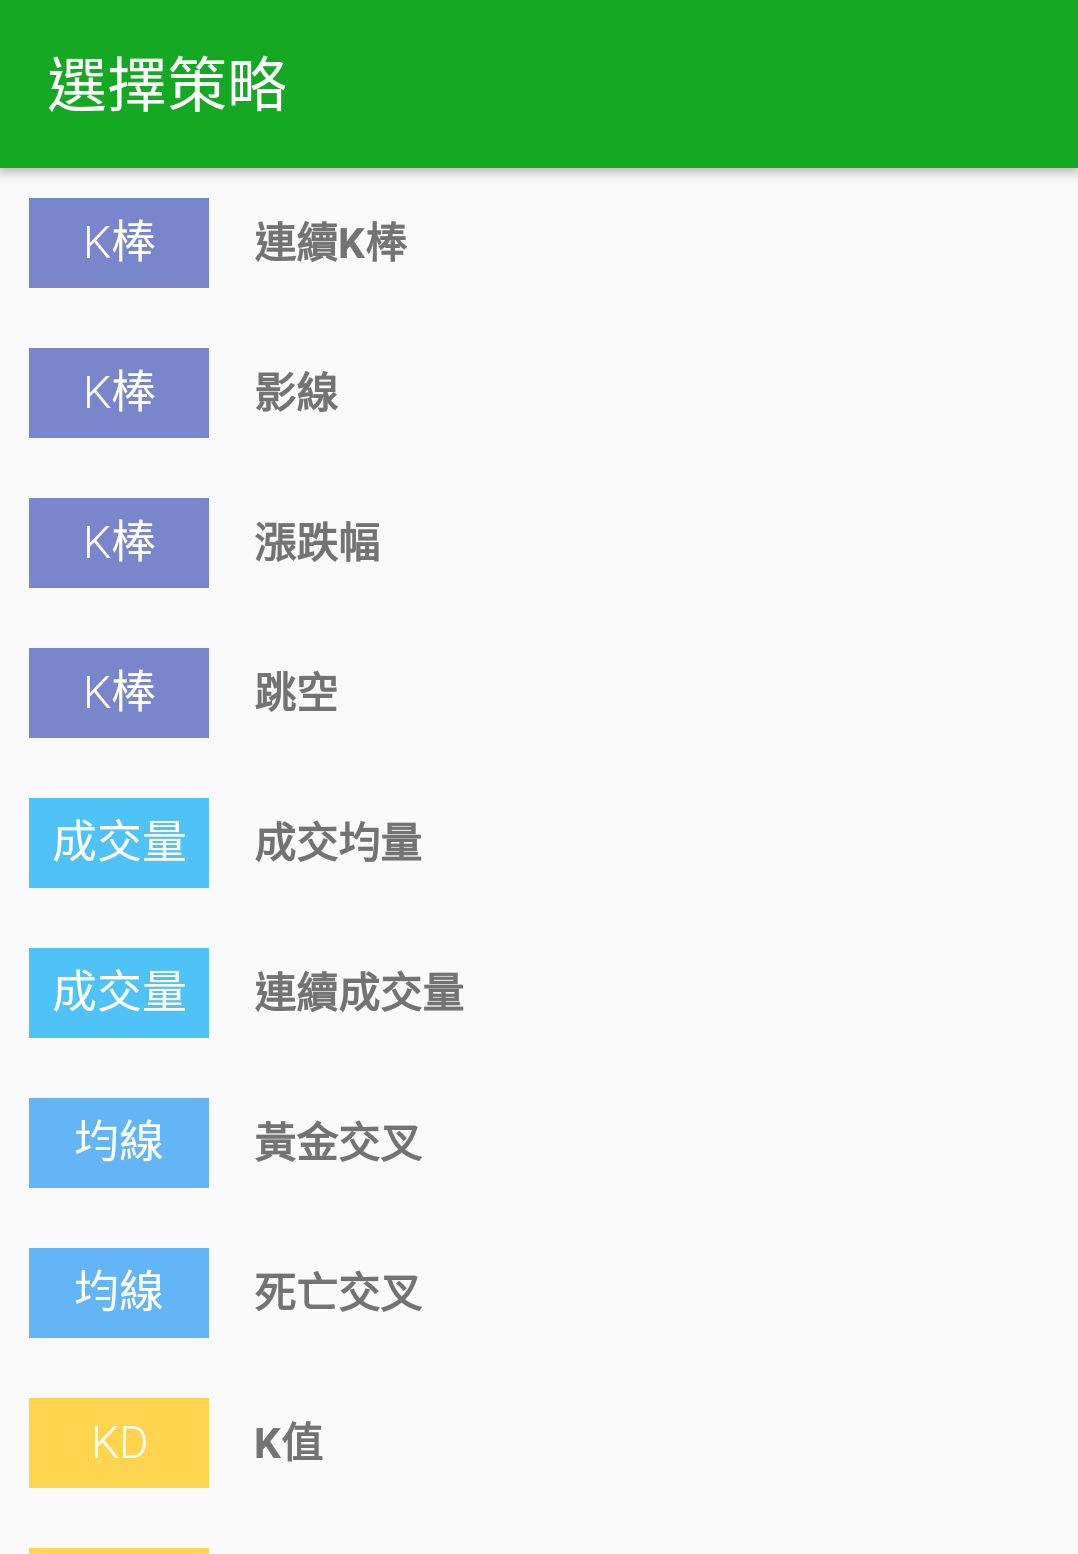 選擇策略
K棒 連續K棒
K棒 影線
K棒 漲跌幅
K棒 跳空
成交量 成交均量
成交量 連續成交量
均線 黃金交叉
均線 死亡交叉
KD K值